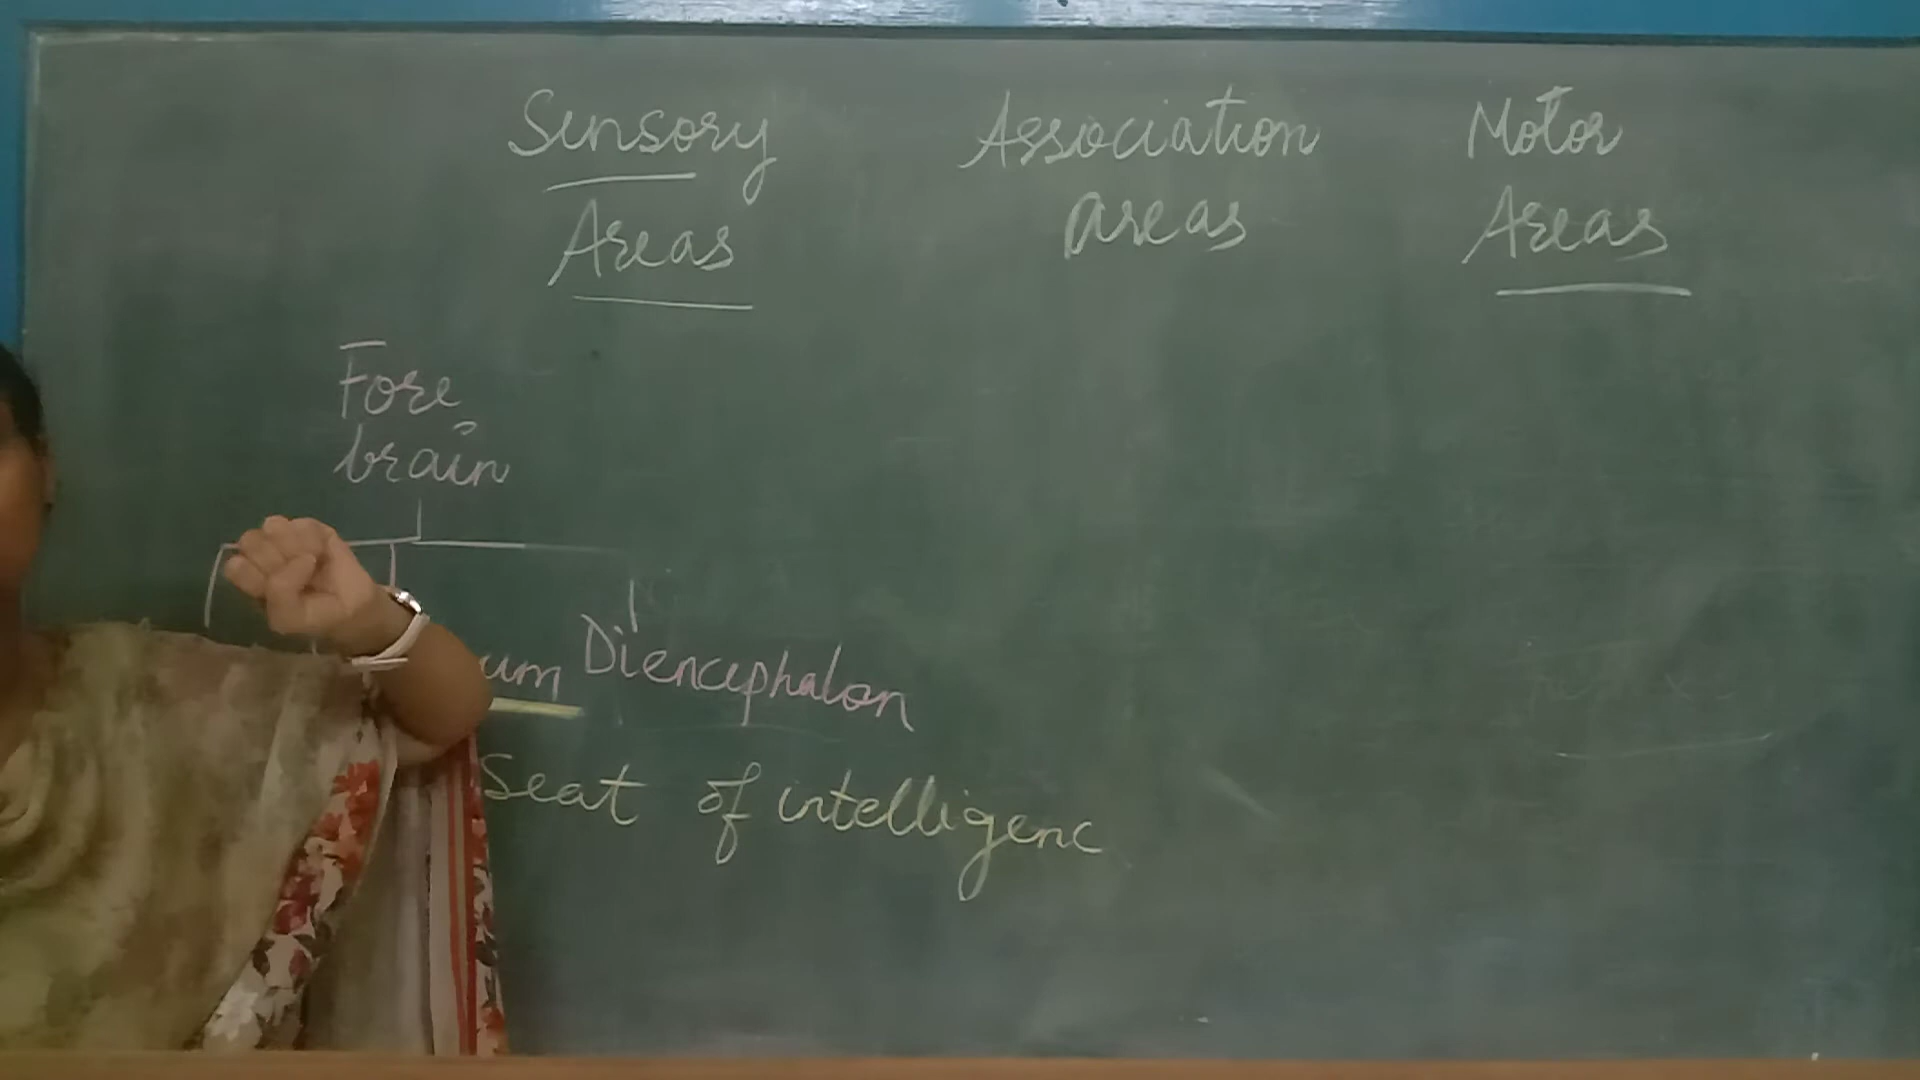 Sensory Association Motor
Areas areas Areas
Fore
brain
um Diencephalon
Seat of intelligenc